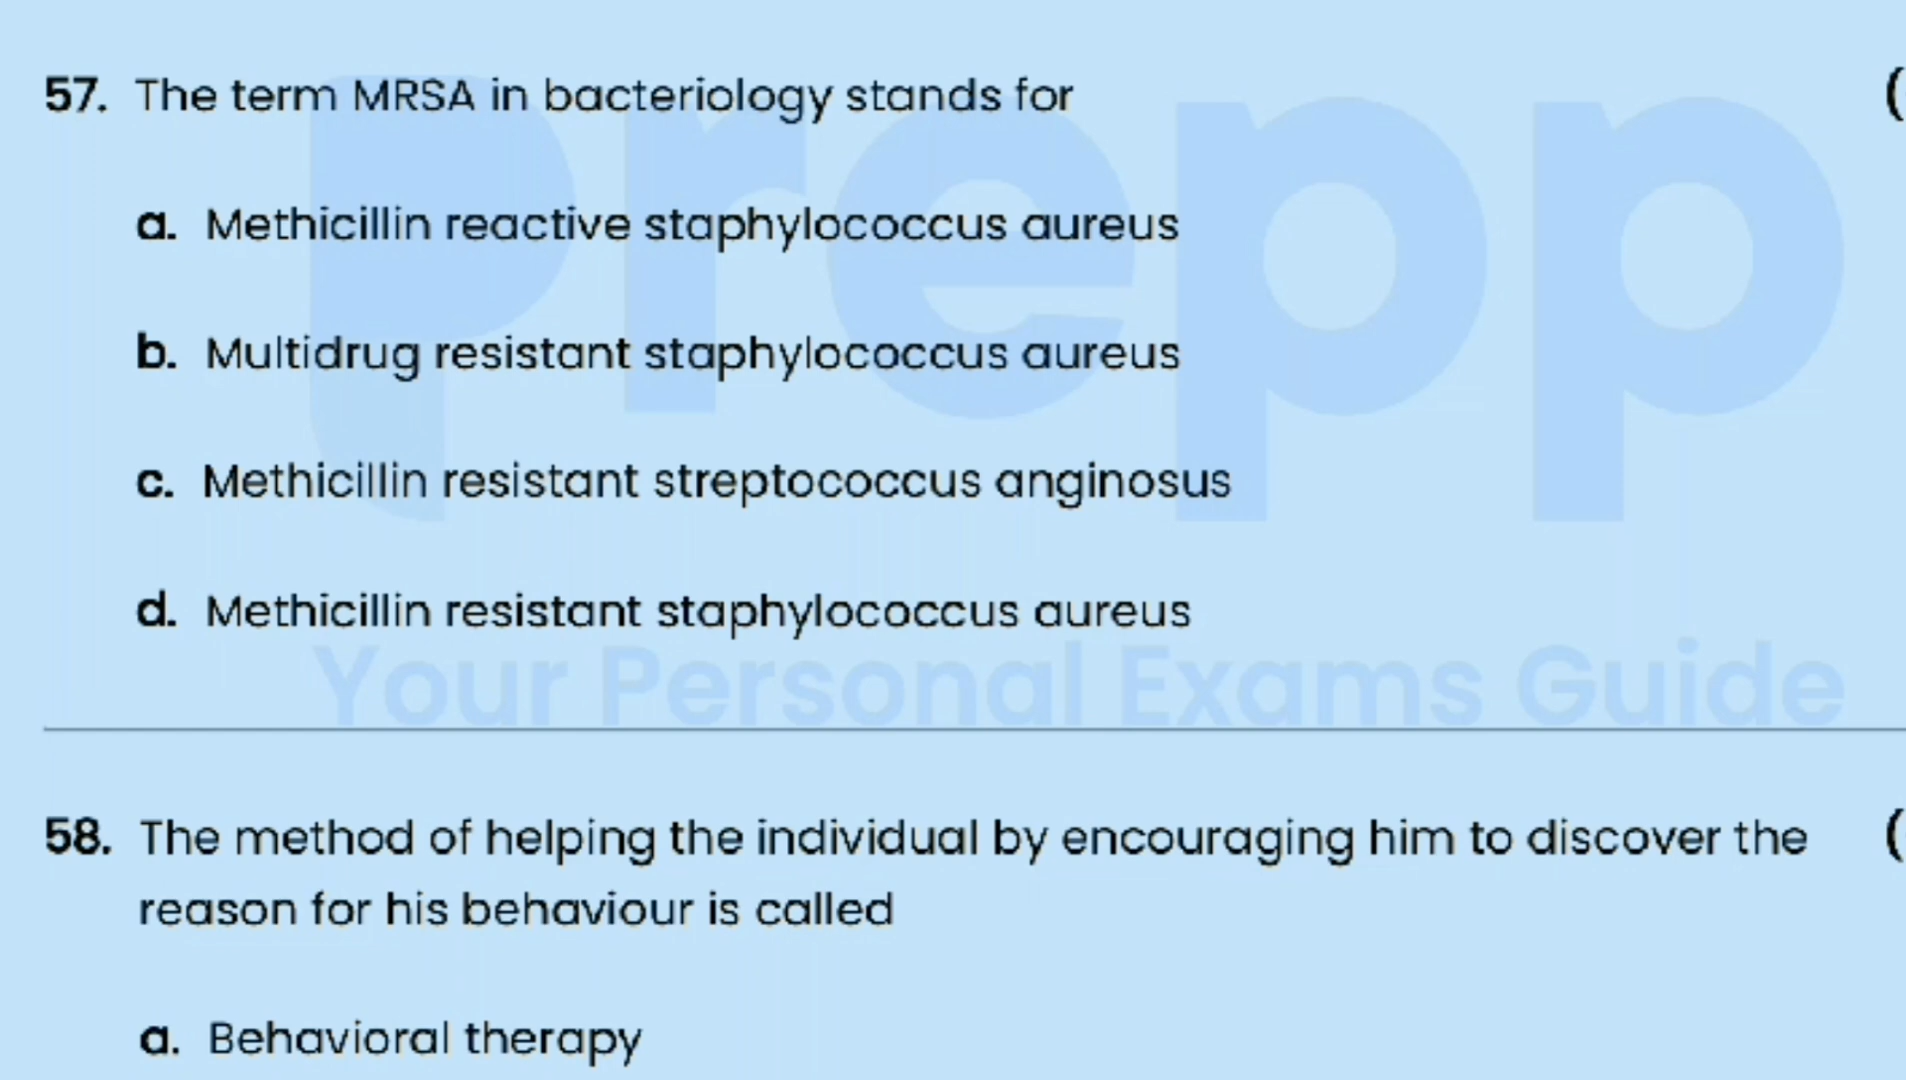 57. The term MRSA in bacteriology stands for (
a. Methicillin reactive staphylococcus aureus
b. Multidrug resistant staphylococcus aureus
c. Methicillin resistant streptococcus anginosus
d. Methicillin resistant staphylococcus aureus
prepp
Your Personal Exams Guide
58. The method of helping the individual by encouraging him to discover the (
reason for his behaviour is called
a. Behavioral therapy